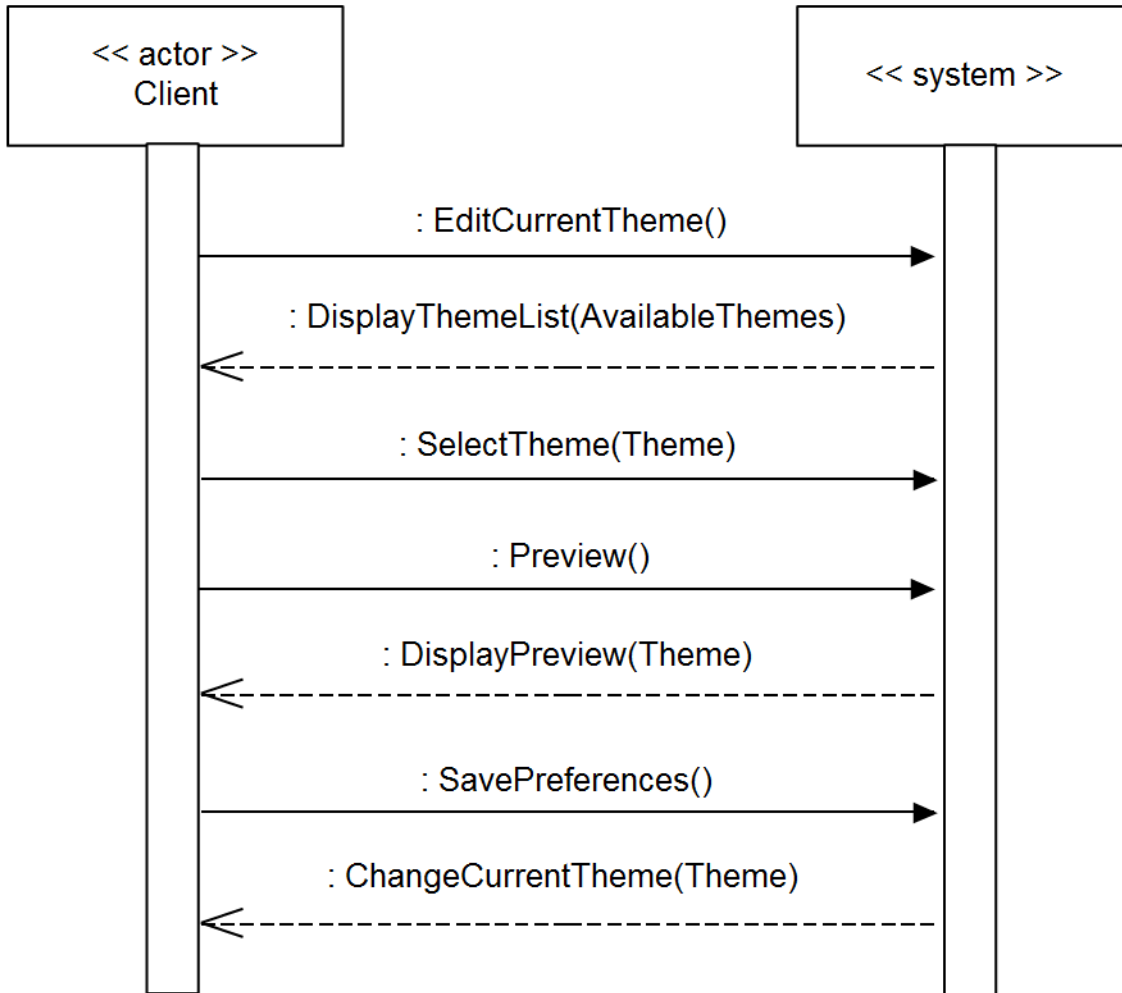 << actor >>
Client
<< system >>
: EditCurrentTheme()
: DisplayThemeList(AvailableThemes)
: SelectTheme(Theme)
: Preview()
: DisplayPreview(Theme)
: SavePreferences()
: ChangeCurrentTheme(Theme)